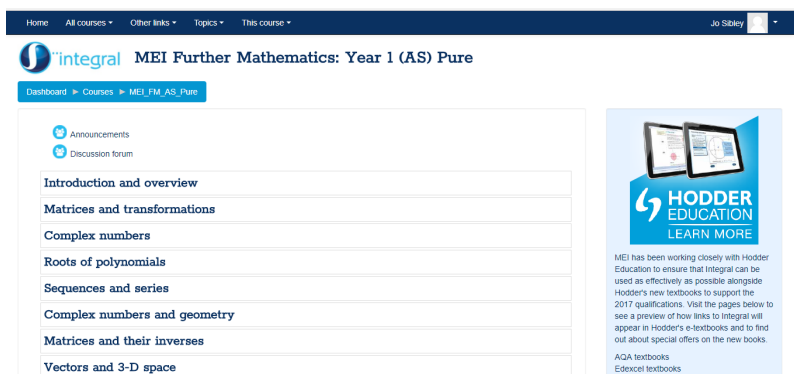 Home All courses Other links Topics This course Jo Sibley
integral MEI Further Mathematics: Year 1 (AS) Pure
Dashboard ► Courses ► MEI_FM_AS_Pure
Announcements
Discussion forum
Introduction and overview
Matrices and transformations
Complex numbers
Roots of polynomials
Sequences and series
Complex numbers and geometry
Matrices and their inverses
Vectors and 3-D space
HODDER
EDUCATION
LEARN MORE
MEI has been working closely with Hodder
Education to ensure that Integral can be
used as effectively as possible alongside
Hodder's new textbooks to support the
2017 qualifications. Visit the pages below to
see a preview of how links to Integral will
appear in Hodder's e-textbooks and to find
out about special offers on the new books.
AQA textbooks
Edexcel textbooks